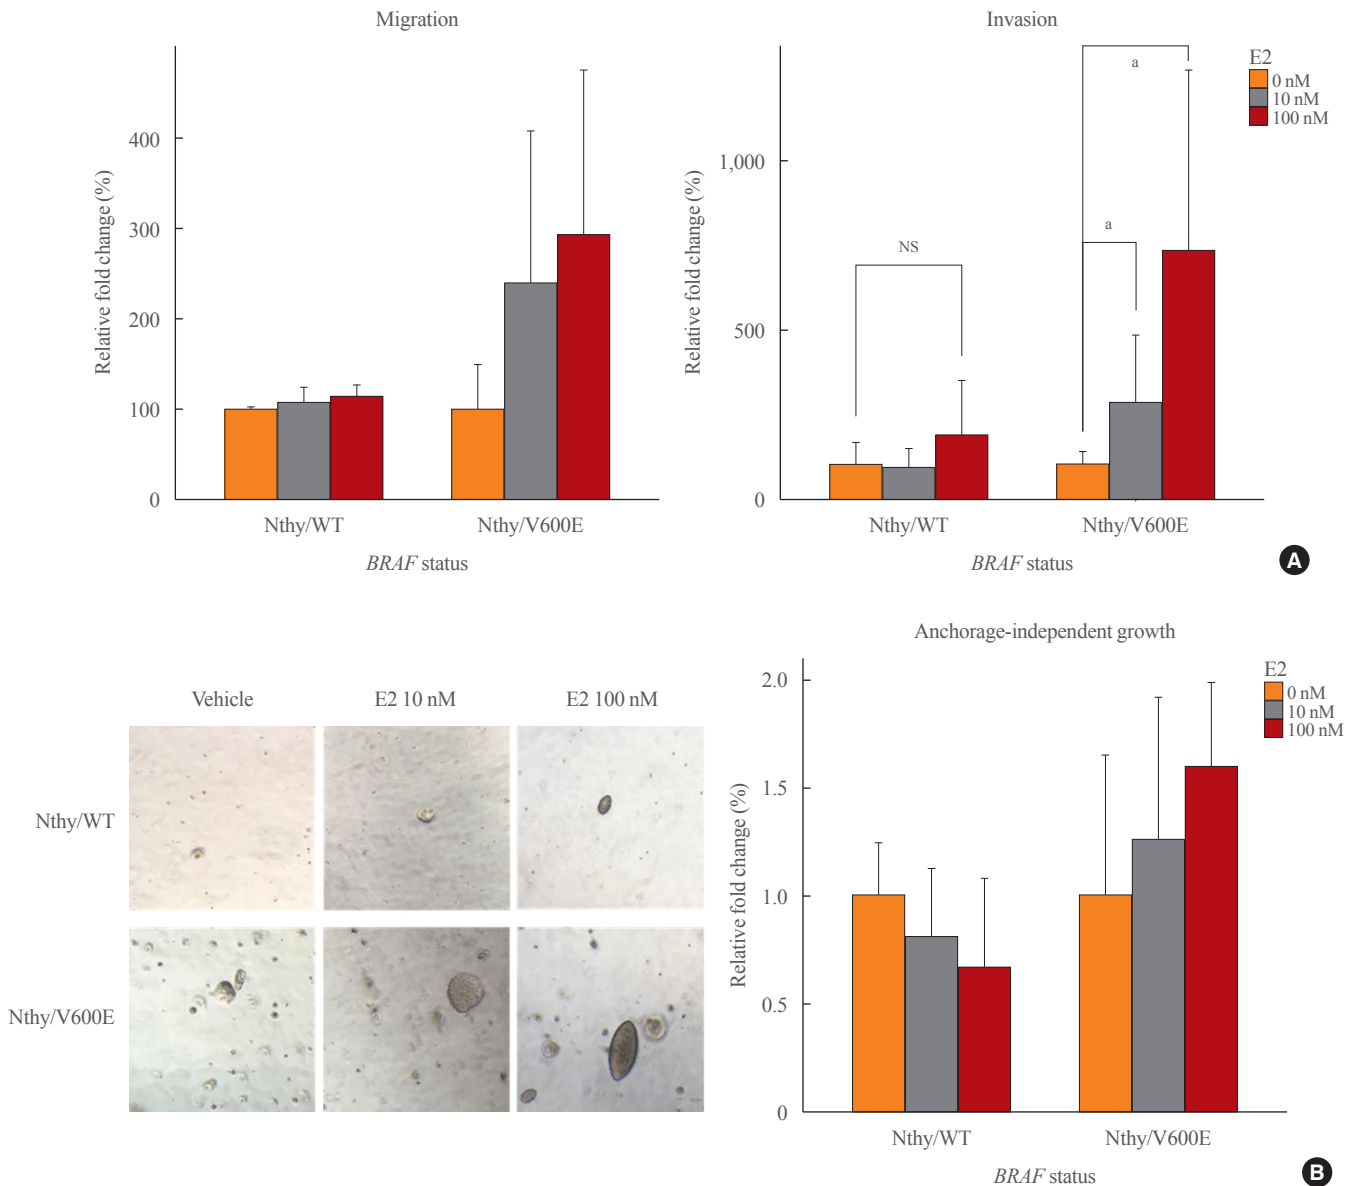 Migration
Relative fold change (%)
400
300
200
100
0
Nthy/WT
Nthy/V600E
BRAF status
Invasion
Relative fold change (%)
1,000
500
0
NS
a
a
E2
0 nM
10 nM
100 nM
Nthy/WT
Nthy/V600E
BRAF status
A
Vehicle
E2 10 nM
E2 100 nM
Nthy/WT
Nthy/V600E
Anchorage-independent growth
Relative fold change (%)
2.0
1.5
1.0
0.5
0
E2
0 nM
10 nM
100 nM
Nthy/WT
Nthy/V600E
BRAF status
B